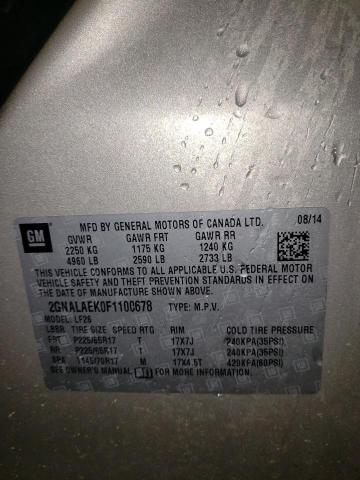 GM
MFD. BY GENERAL MOTORS OF CANADA LTD. 08/14
GVWR GAWR FRT GAWR RR
2250 KG 1175 KG 1240 KG
4960 LB 2590 LB 2733 LB
THIS VEHICLE CONFORMS TO ALL APPLICABLE U.S. FEDERAL MOTOR
VEHICLE SAFETY AND THEFT PREVENTION STANDARDS IN EFFECT
ON THE DATE OF MANUFACTURE SHOWN ABOVE.
2GNALAEK0F1100678 TYPE: M.P.V.
MODEL: LF26
TIRE SIZE RTG RIM COLD TIRE PRESSURE
FRT P225/65R17 T 17X7J 240KPA(35PSI)
RR P225/65R17 T 17X7J 240KPA(35PSI)
SPA T145/70R17 M 17X4.5T 420KPA(60PSI)
SEE OWNER'S MANUAL FOR MORE INFORMATION